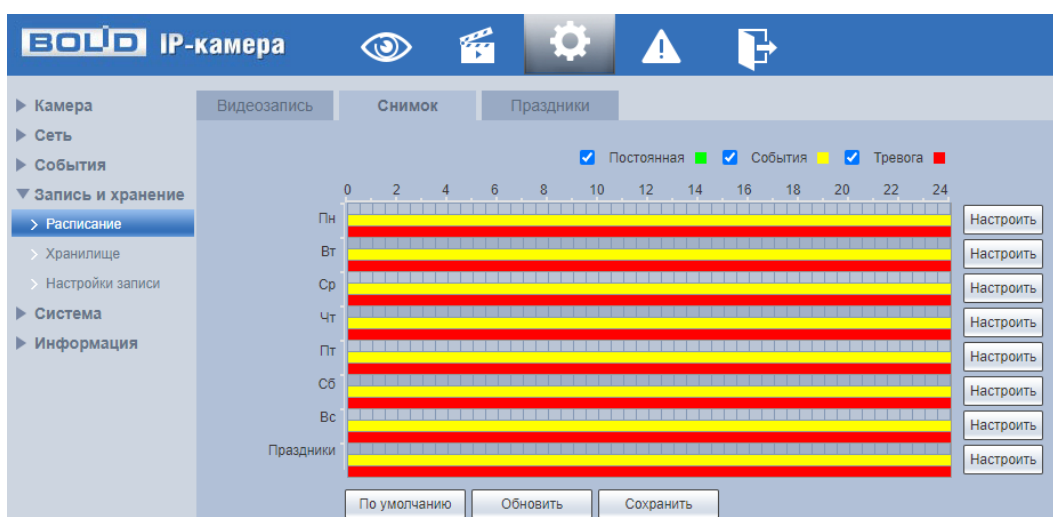 BOLID IP-камера
Камера
Сеть
События
Запись и хранение
Расписание
Хранилище
Настройки записи
Система
Информация
Видеозапись Снимок Праздники
Постоянная События Тревога
0 2 4 6 8 10 12 14 16 18 20 22 24
Пн Настроить
Вт Настроить
Ср Настроить
Чт Настроить
Пт Настроить
Сб Настроить
Вс Настроить
Праздники Настроить
По умолчанию Обновить Сохранить